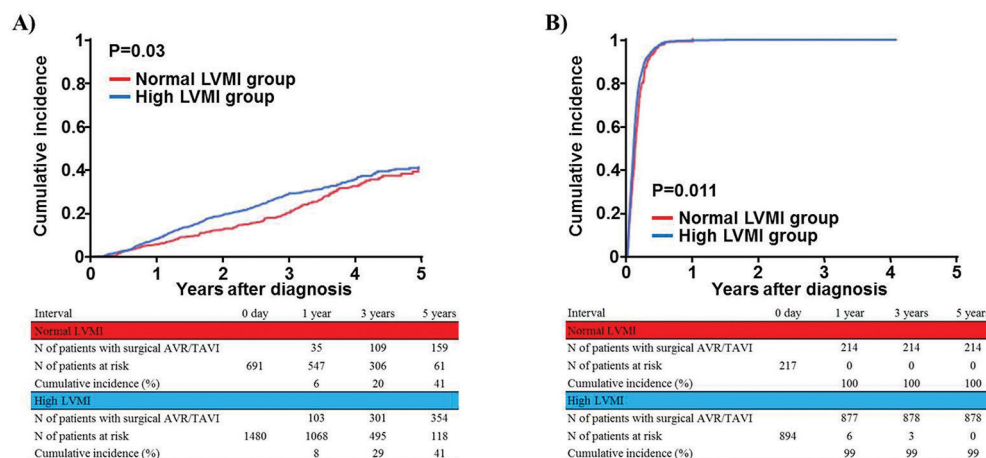 A)
P=0.03
Normal LVMI group
High LVMI group
Cumulative incidence
1
0.8
0.6
0.4
0.2
0
0 1 2 3 4 5
Years after diagnosis
Interval 0 day 1 year 3 years 5 years
Normal LVMI
N of patients with surgical AVR/TAVI 35 109 159
N of patients at risk 691 547 306 61
Cumulative incidence (%) 6 20 41
High LVMI
N of patients with surgical AVR/TAVI 103 301 354
N of patients at risk 1480 1068 495 118
Cumulative incidence (%) 8 29 41
B)
Cumulative incidence
1
0.8
0.6
0.4
0.2
0
P=0.011
Normal LVMI group
High LVMI group
0 1 2 3 4 5
Years after diagnosis
Interval 0 day 1 year 3 years 5 years
Normal LVMI
N of patients with surgical AVR/TAVI 214 214 214
N of patients at risk 217 0 0 0
Cumulative incidence (%) 100 100 100
High LVMI
N of patients with surgical AVR/TAVI 877 878 878
N of patients at risk 894 6 3 0
Cumulative incidence (%) 99 99 99